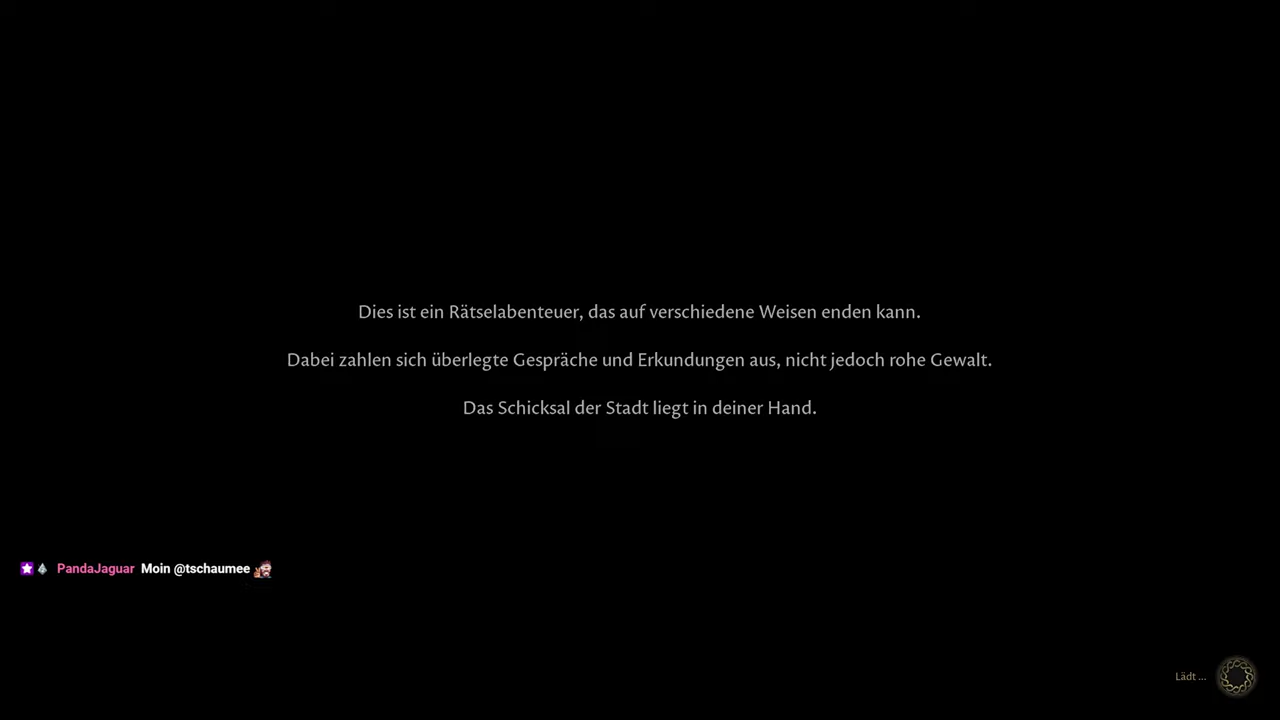 Dies ist ein Rätselabenteuer, das auf verschiedene Weisen enden kann.
Dabei zahlen sich überlegte Gespräche und Erkundungen aus, nicht jedoch rohe Gewalt.
Das Schicksal der Stadt liegt in deiner Hand.
PandaJaguar Moin @tschaumee
Lädt ...